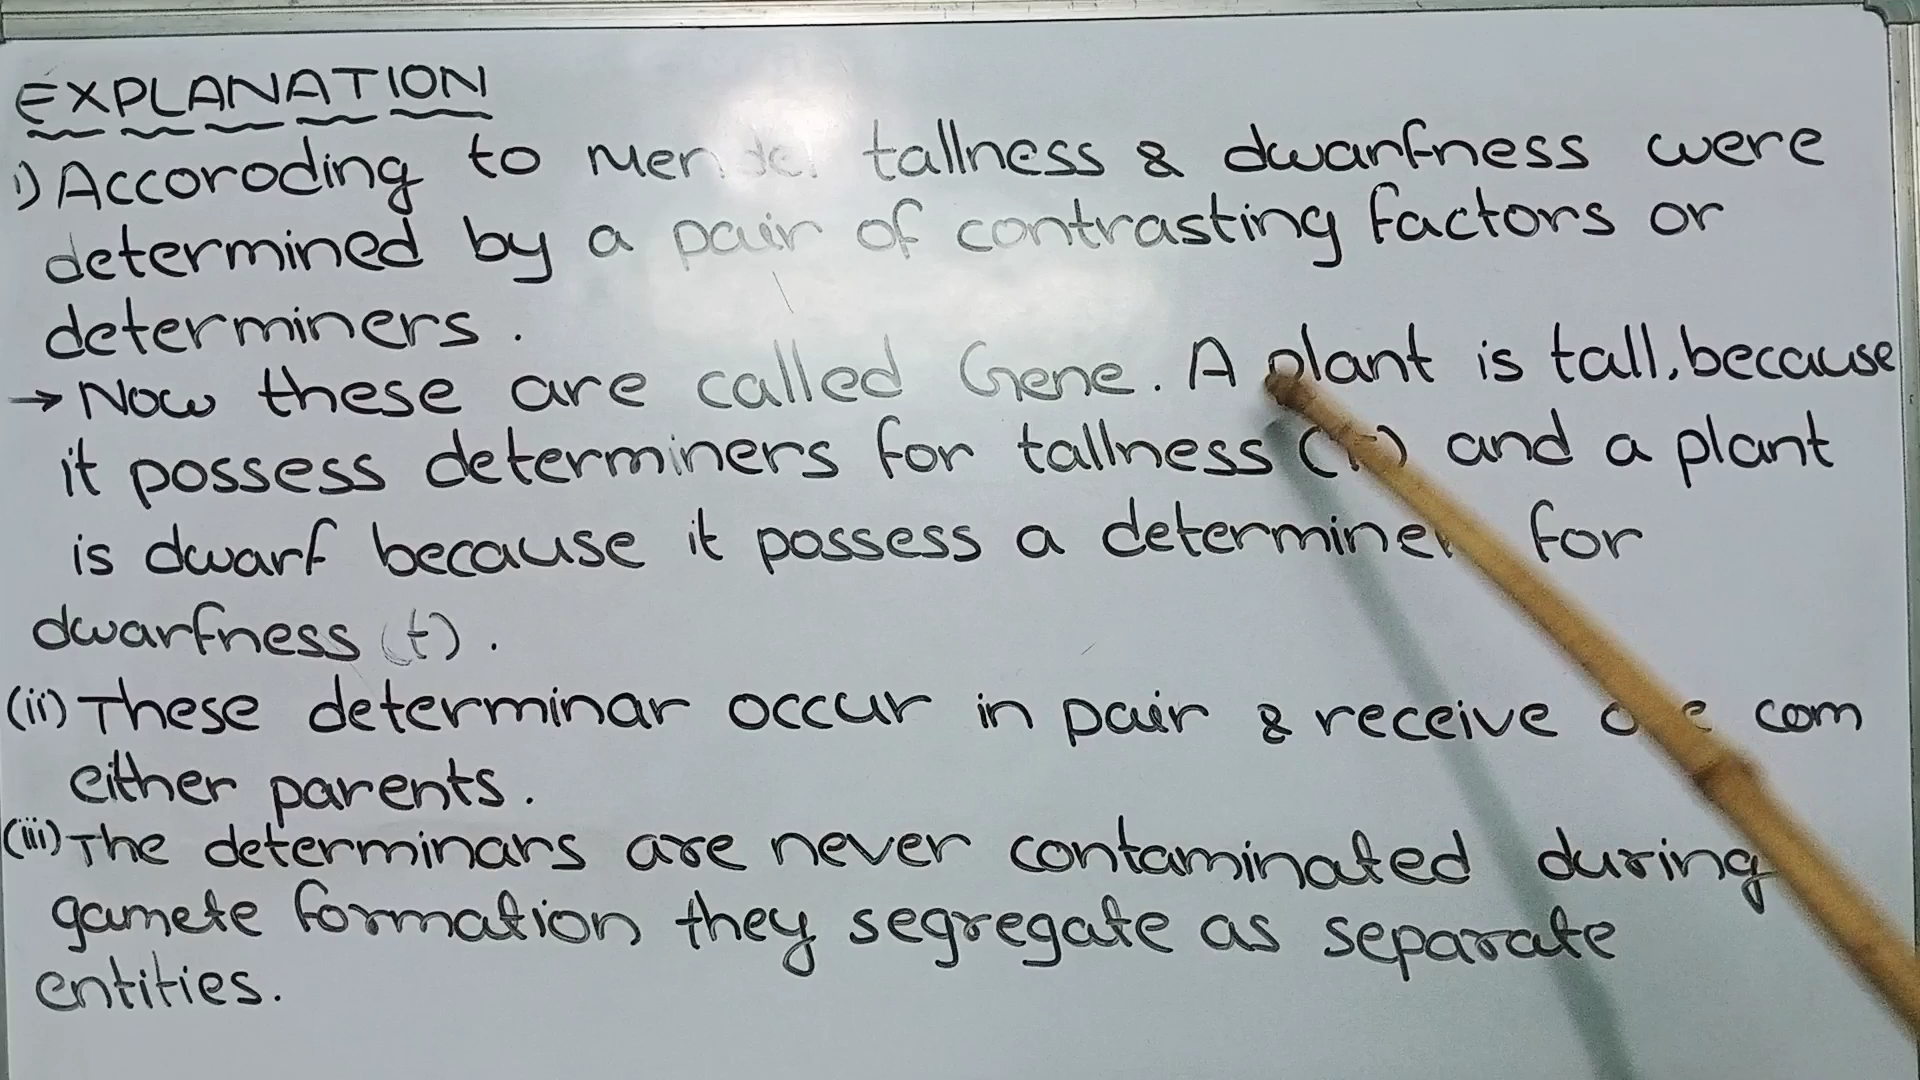 EXPLANATION
i) Accoroding to Mendel tallness & dwarfness were
determined by a pair of contrasting factors or
determiners.
→ Now these are called Gene. A plant is tall, because
it possess determiners for tallness and a plant
is dwarf because it possess a determiner for
dwarfness (t).
(ii) These determinar occur in pair & receive com
either parents.
(iii) The determinars are never contaminated during
gamete formation they segregate as separate
entities.